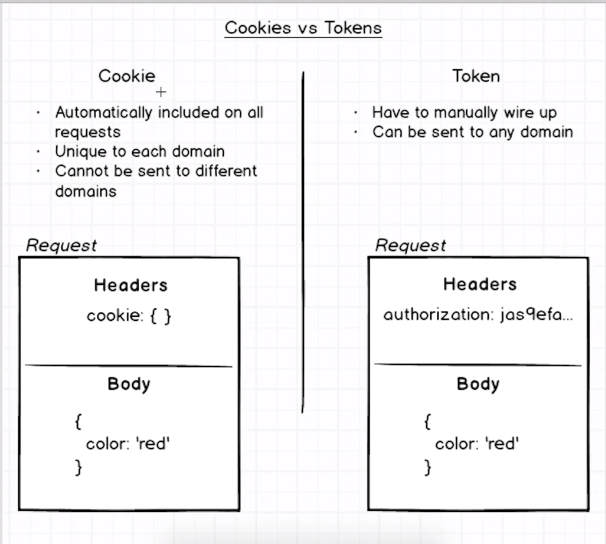 Cookies vs Tokens
Cookie
· Automatically included on all
requests
· Unique to each domain
· Cannot be sent to different
domains
Request
Headers
cookie: { }
Body
{
color: 'red'
}
Token
· Have to manually wire up
· Can be sent to any domain
Request
Headers
authorization: jas9efa...
Body
{
color: 'red'
}